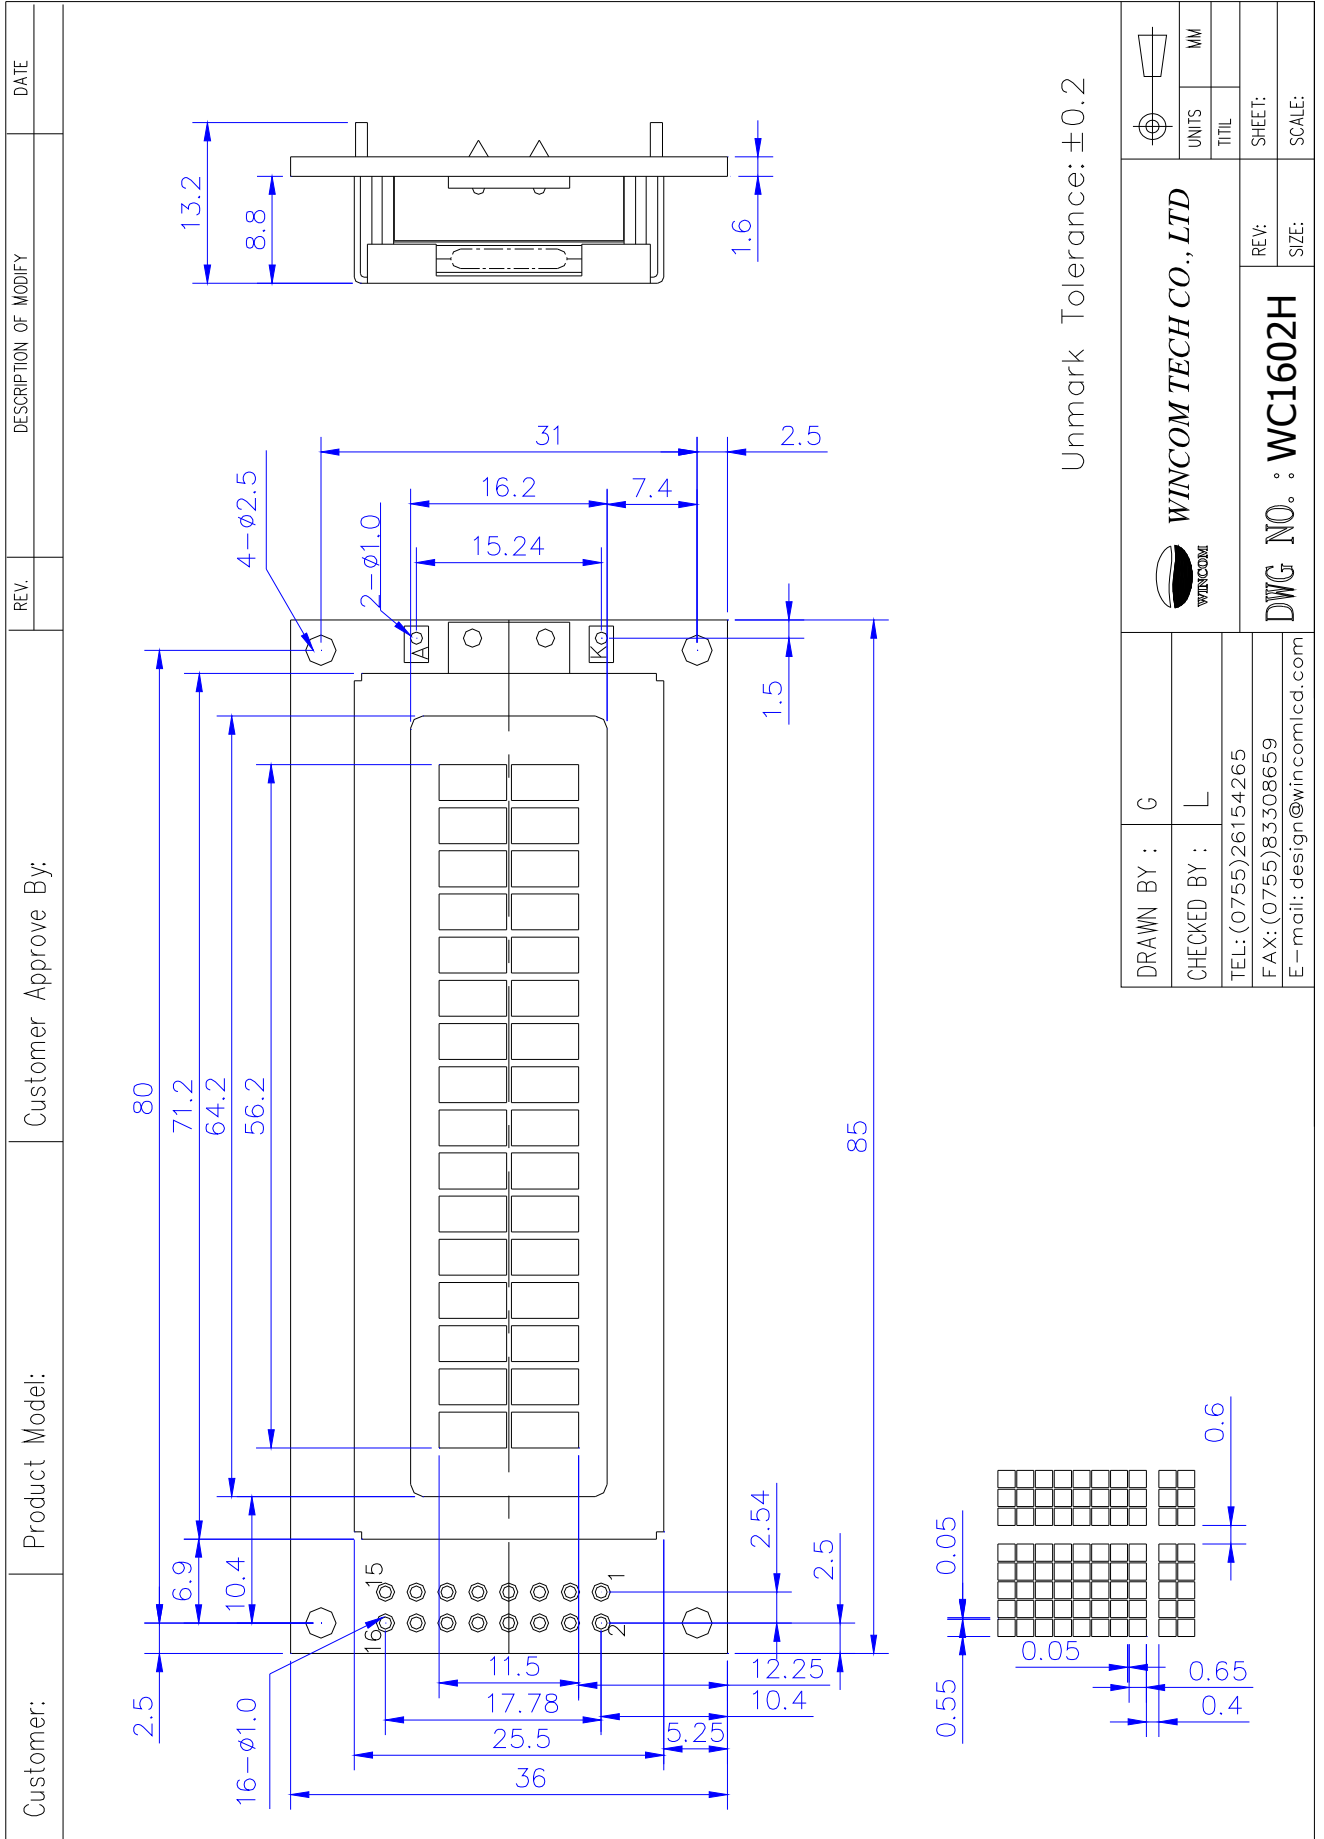 Customer:
Product Model:
Customer Approve By:
REV.
DESCRIPTION OF MODIFY
DATE
2.5
80
6.9
71.2
10.4
64.2
56.2
4-ø2.5
2-ø1.0
16-ø1.0
13.2
8.8
1.6
31
2.5
16.2
7.4
15.24
1.5
A
K
85
15
1
16
2
2.54
2.5
11.5
12.25
17.78
10.4
25.5
5.25
36
0.05
0.55
0.6
0.05
0.65
0.4
Unmark Tolerance: ±0.2
DRAWN BY : G
CHECKED BY : L
TEL:(0755)26154265
FAX:(0755)83308659
E-mail:design@wincomlcd.com
WINCOM
WINCOM TECH CO.,LTD
DWG NO. : WC1602H
UNITS
MM
TITIL
REV:
SHEET:
SIZE:
SCALE: